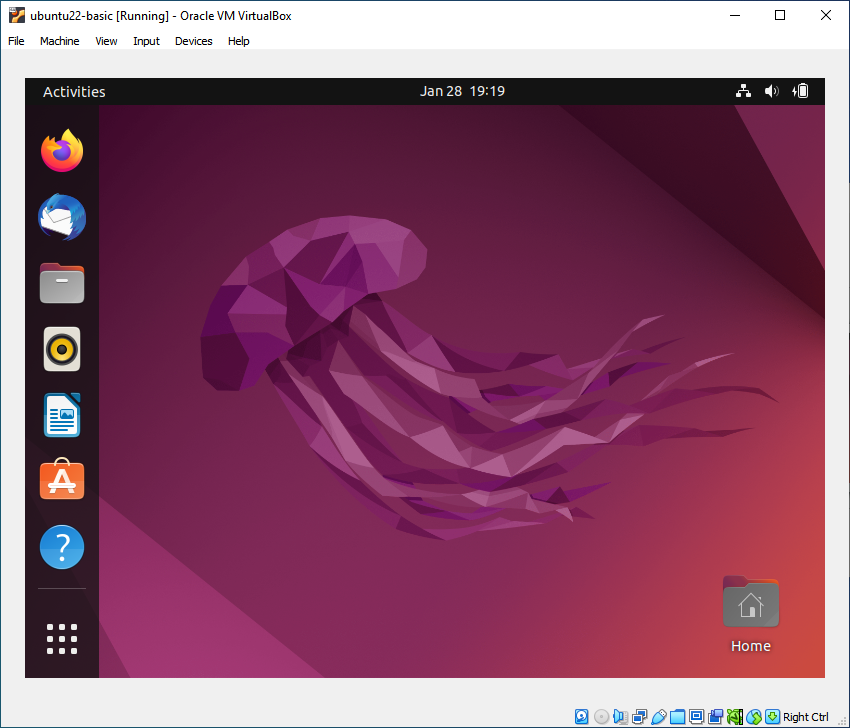 ubuntu22-basic [Running] - Oracle VM VirtualBox
File Machine View Input Devices Help
Activities Jan 28 19:19
?
Home
Right Ctrl